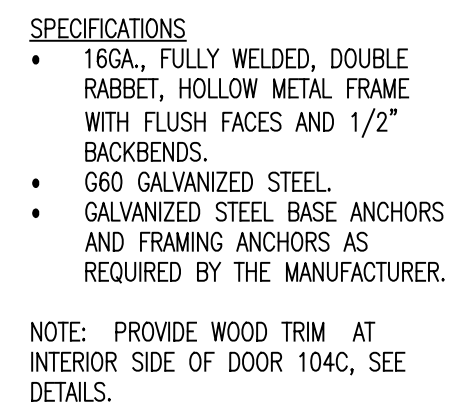 SPECIFICATIONS
• 16GA., FULLY WELDED, DOUBLE
RABBET, HOLLOW METAL FRAME
WITH FLUSH FACES AND 1/2”
BACKBENDS.
• G60 GALVANIZED STEEL.
• GALVANIZED STEEL BASE ANCHORS
AND FRAMING ANCHORS AS
REQUIRED BY THE MANUFACTURER.
NOTE: PROVIDE WOOD TRIM AT
INTERIOR SIDE OF DOOR 104C, SEE
DETAILS.